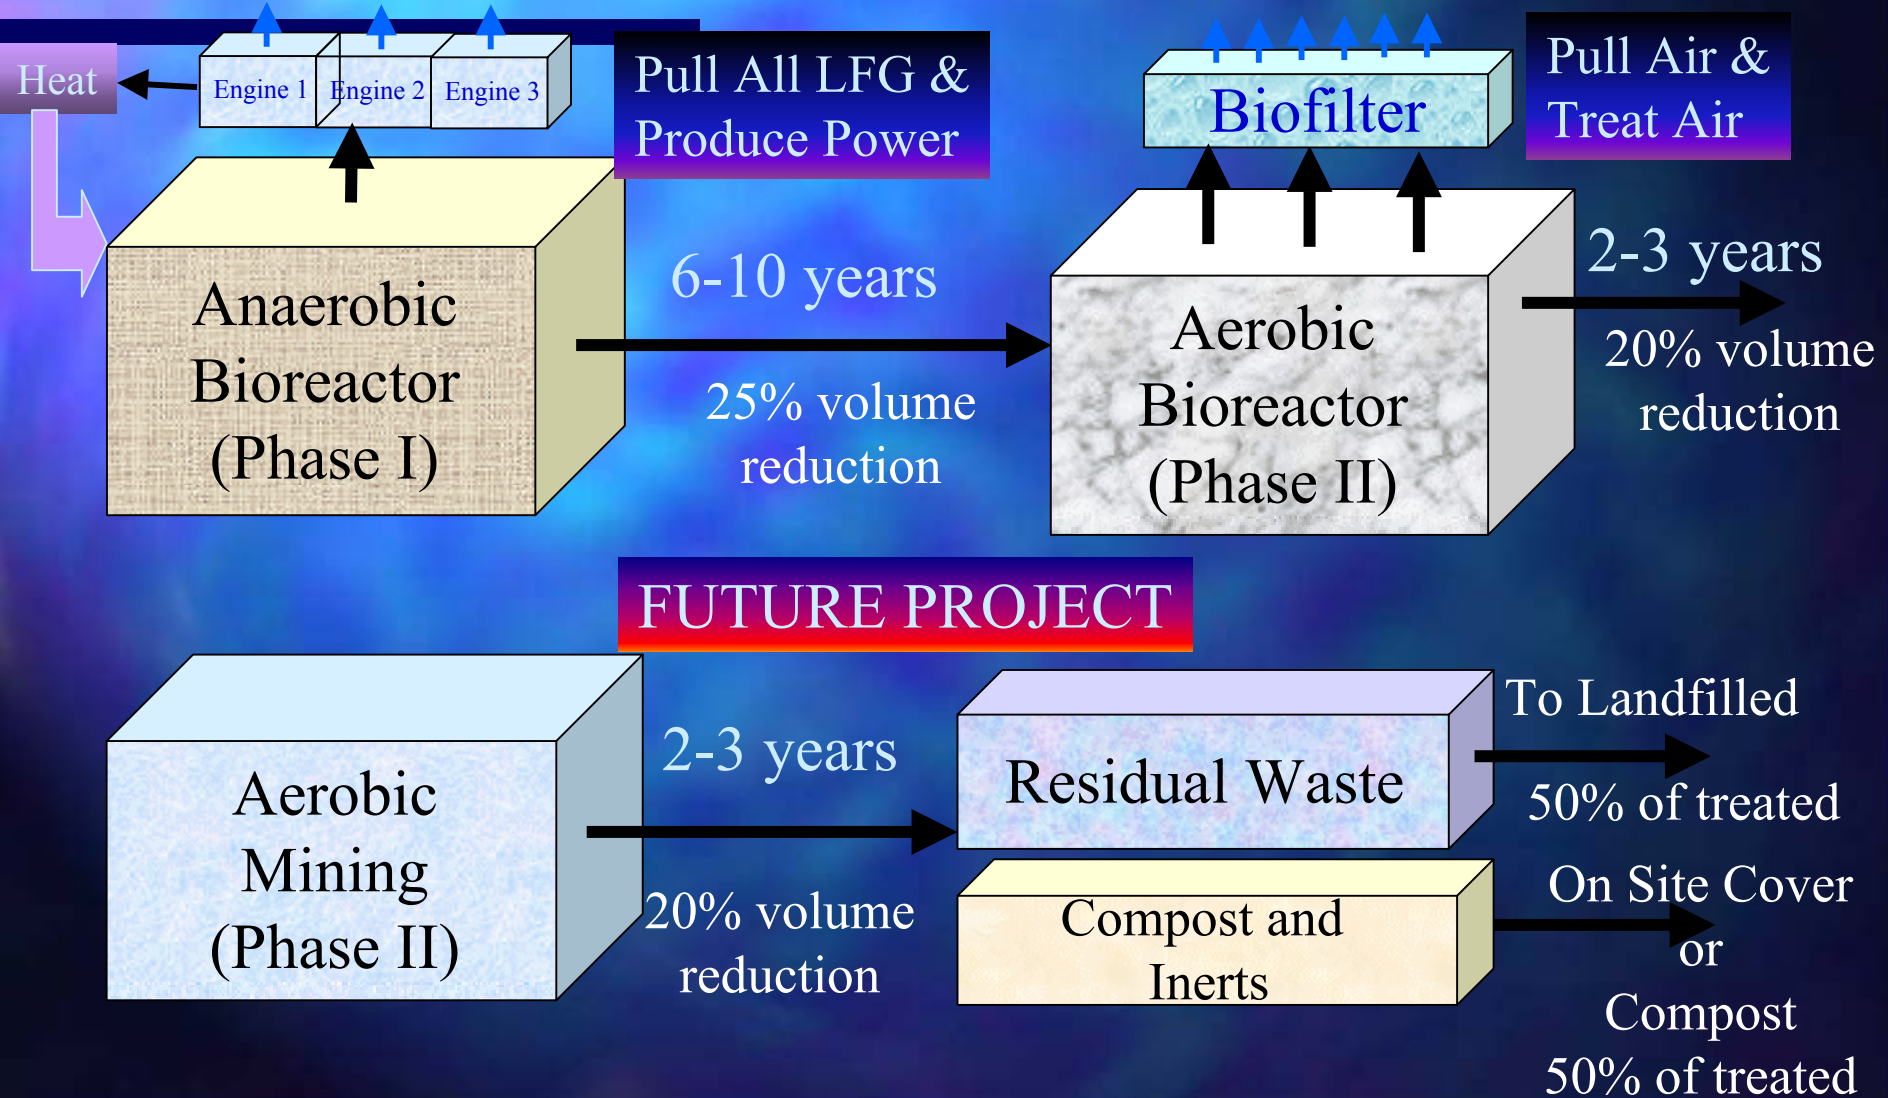 Heat
Engine 1
Engine 2
Engine 3
Pull All LFG &
Produce Power
Biofilter
Pull Air &
Treat Air
Anaerobic
Bioreactor
(Phase I)
6-10 years
25% volume
reduction
Aerobic
Bioreactor
(Phase II)
2-3 years
20% volume
reduction
FUTURE PROJECT
Aerobic
Mining
(Phase II)
2-3 years
20% volume
reduction
Residual Waste
To Landfilled
50% of treated
Compost and
Inerts
On Site Cover
or
Compost
50% of treated